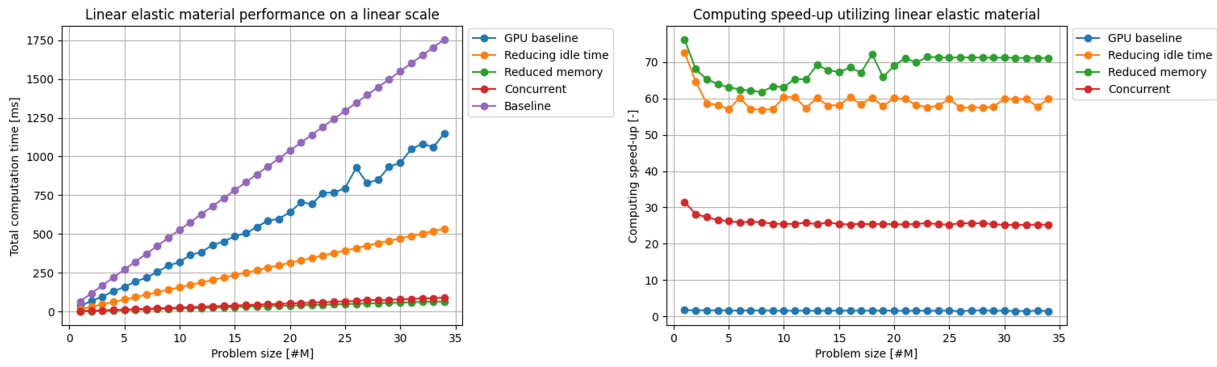 Linear elastic material performance on a linear scale
Total computation time [ms]
1750
1500
1250
1000
750
500
250
0
0 5 10 15 20 25 30 35
Problem size [#M]
GPU baseline
Reducing idle time
Reduced memory
Concurrent
Baseline
Computing speed-up utilizing linear elastic material
Computing speed-up [-]
70
60
50
40
30
20
10
0
0 5 10 15 20 25 30 35
Problem size [#M]
GPU baseline
Reducing idle time
Reduced memory
Concurrent